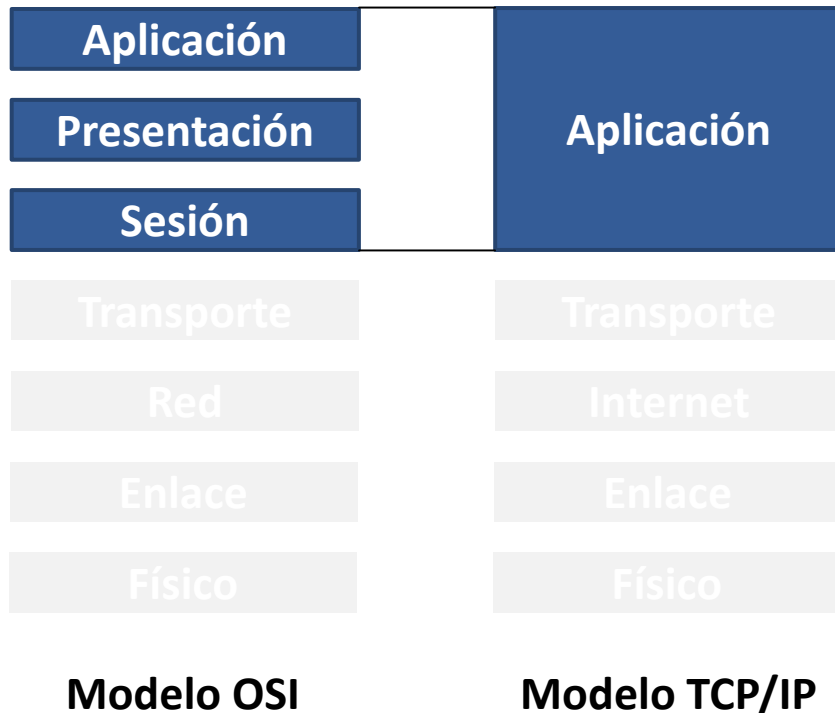 Aplicación
Presentación
Sesión
Transporte
Red
Enlace
Físico
Modelo OSI
Aplicación
Transporte
Internet
Enlace
Físico
Modelo TCP/IP